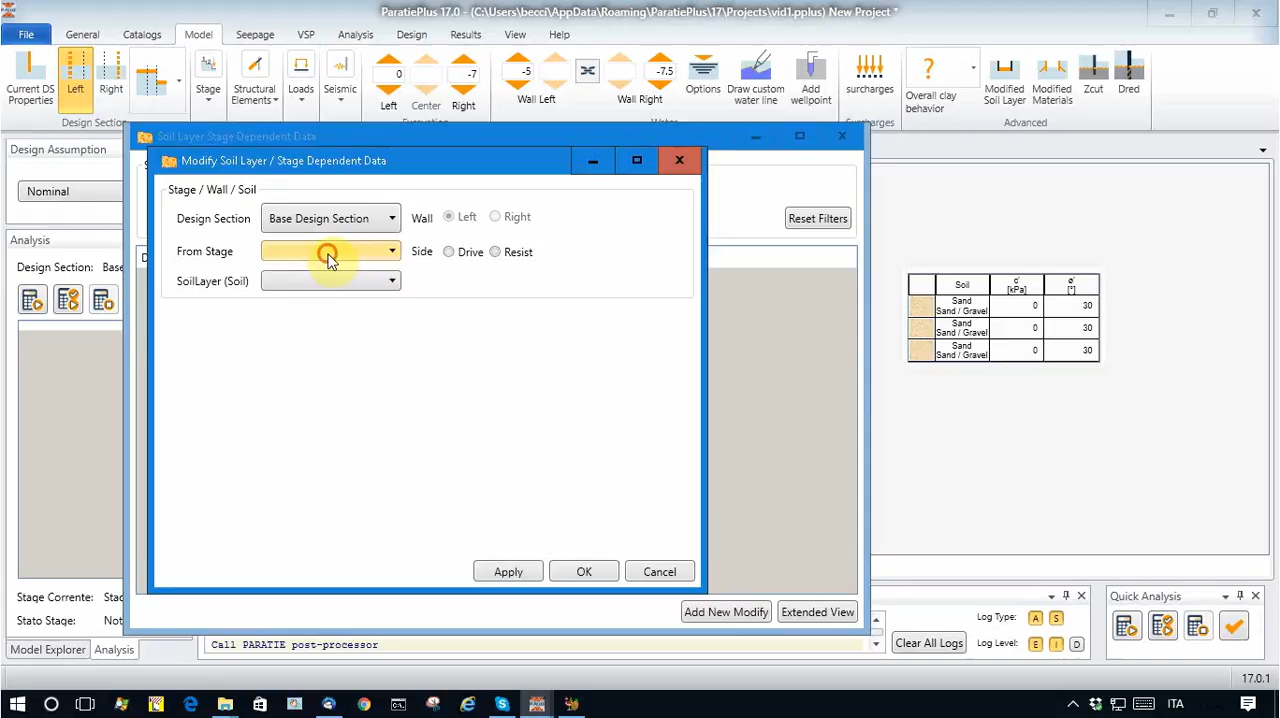 ParatiePlus 17.0 - (C:\Users\becci\AppData\Roaming\ParatiePlus\17\Projects\vid1.pplus) New Project *
File General Catalogs Model Seepage VSP Analysis Design Results View Help
Current DS Properties
Left
Right
Stage
Structural Elements
Loads
Seismic
0
-7
Left Center Right
-5
-7.5
Wall Left
Wall Right
Options
Draw custom water line
Add wellpoint
surcharges
?
Overall clay behavior
Modified Soil Layer
Modified Materials
Zcut
Dred
Design Section
Advanced
Design Assumption
Nominal
Analysis
Design Section: Base
Stage Corrente: Stac
Stato Stage: Not
Model Explorer Analysis
Soil Layer Stage Dependent Data
Reset Filters
Modify Soil Layer / Stage Dependent Data
Stage / Wall / Soil
Design Section Base Design Section Wall Left Right
From Stage Side Drive Resist
SoilLayer (Soil)
Apply OK Cancel
Add New Modify Extended View
Soil c' [kPa] ø' [°]
Sand Sand / Gravel 0 30
Sand Sand / Gravel 0 30
Sand Sand / Gravel 0 30
Call PARATIE post-processor
Clear All Logs
Log Type: A S
Log Level: E I D
Quick Analysis
17.0.1
ITA